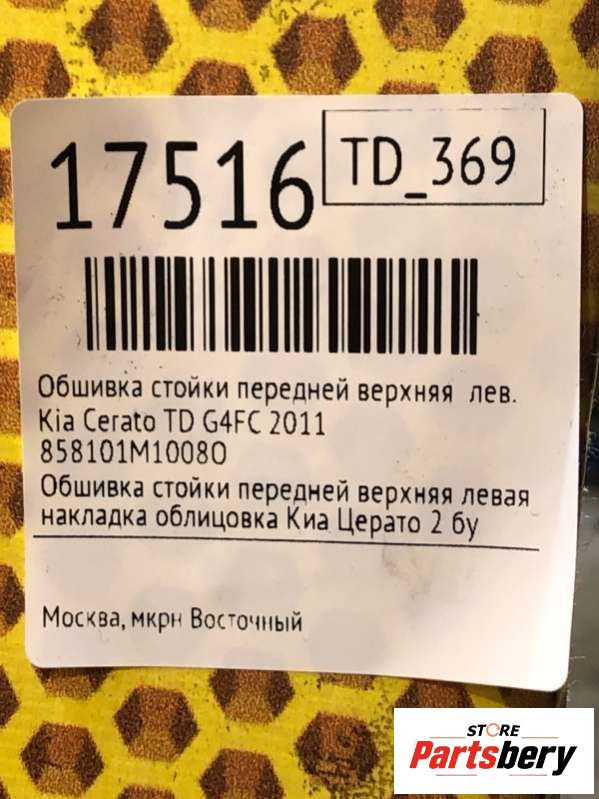 17516
TD_369
Обшивка стойки передней верхняя лев.
Kia Cerato TD G4FC 2011
858101M10080
Обшивка стойки передней верхняя левая
накладка облицовка Киа Церато 2 бу
Москва, мкрн Восточный
STORE
Partsbery